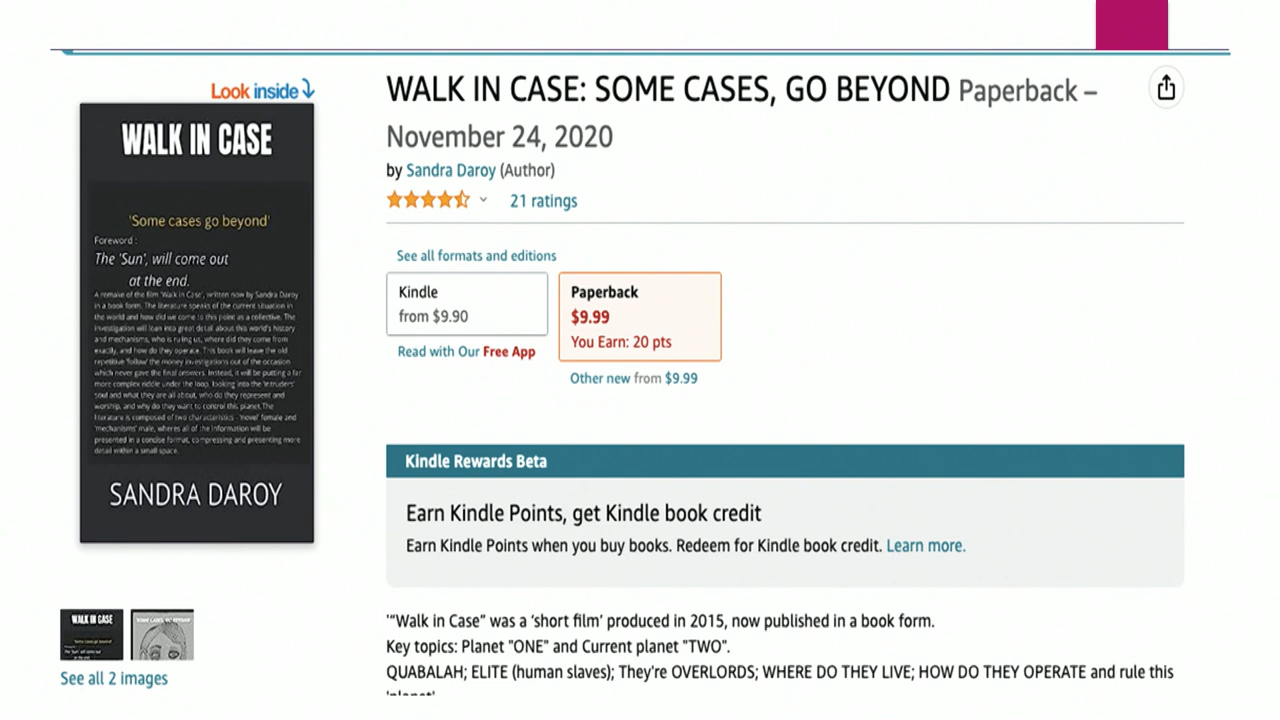 Look inside
WALK IN CASE
'Some cases go beyond'
Foreword :
The 'Sun', will come out
at the end.
A remake of the film 'Walk in Case', written now by Sandra Daroy
in a book form. The literature speaks of the current situation in
the world and how did we come to this point as a collective. The
investigation will lean into great detail about this world's history
and mechanisms, who is ruling us, where did they come from
exactly, and how do they operate. This book will leave the old
repetitive 'follow' the money investigations out of the occasion
which never gave the final answers. Instead, it will be putting a far
more complex riddle under the loop, looking into the 'intruders'
soul and what they are all about, who do they represent and
worship, and why do they want to control this planet.The
literature is composed of two characteristics - 'novel' female and
'mechanisms' male, wheres all of the Information will be
presented in a concise format, compressing and presenting more
detail within a small space.
SANDRA DAROY
WALK IN CASE
See all 2 images
WALK IN CASE: SOME CASES, GO BEYOND Paperback –
November 24, 2020
by Sandra Daroy (Author)
21 ratings
See all formats and editions
Kindle
from $9.90
Read with Our Free App
Paperback
$9.99
You Earn: 20 pts
Other new from $9.99
Kindle Rewards Beta
Earn Kindle Points, get Kindle book credit
Earn Kindle Points when you buy books. Redeem for Kindle book credit. Learn more.
'“Walk in Case” was a ‘short film’ produced in 2015, now published in a book form.
Key topics: Planet "ONE" and Current planet "TWO".
QUABALAH; ELITE (human slaves); They're OVERLORDS; WHERE DO THEY LIVE; HOW DO THEY OPERATE and rule this